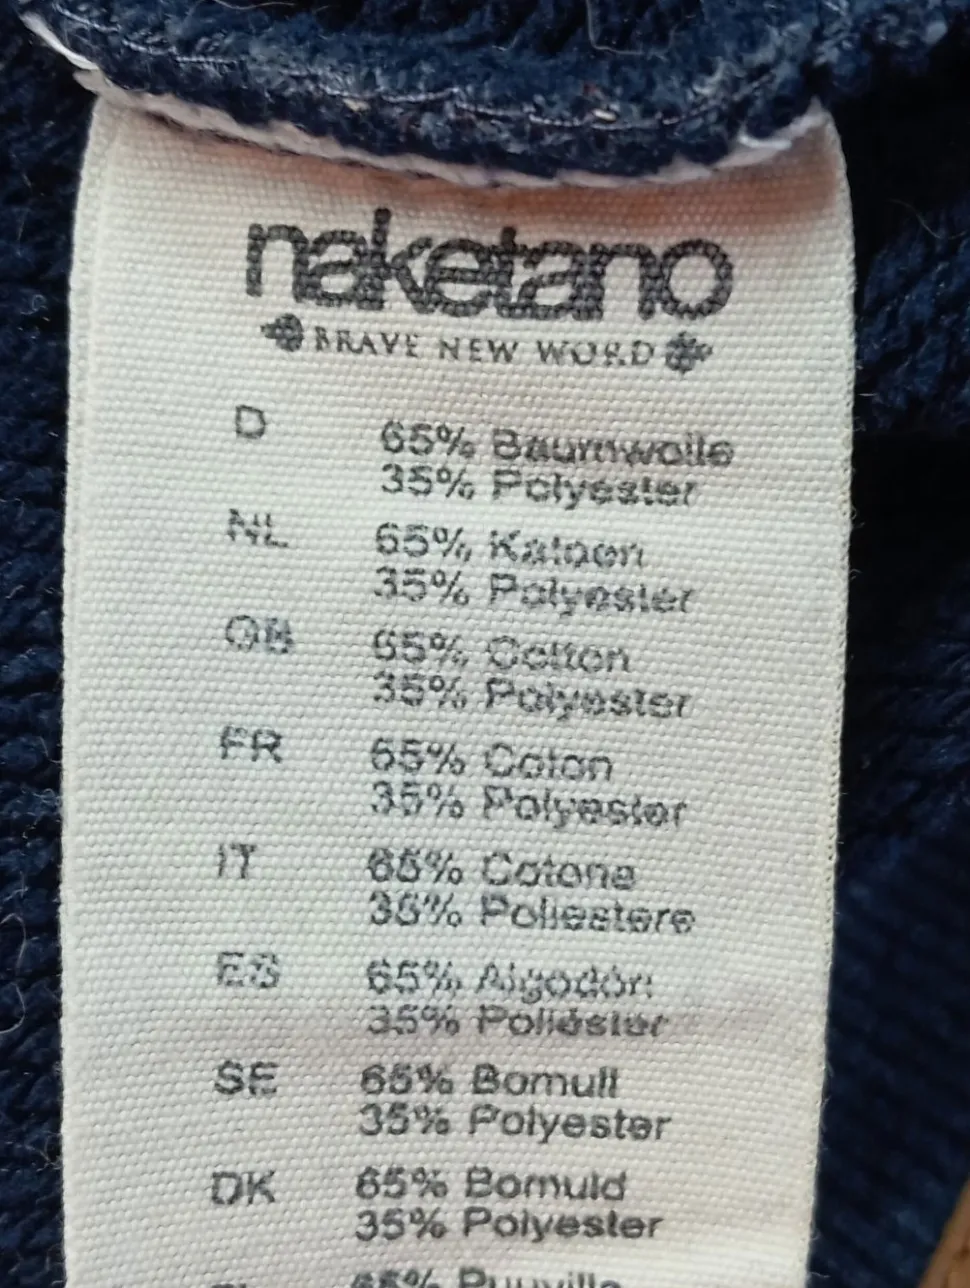 naketano
BRAVE NEW WORD
D 65% Baumwolle
35% Polyester
NL 65% Katoen
35% Polyester
GB 65% Cotton
35% Polyester
FR 65% Coton
35% Polyester
IT 65% Cotone
35% Poliestere
ES 65% Algodón
35% Poliéster
SE 65% Bomull
35% Polyester
DK 65% Bomuld
35% Polyester
65% Puuvilla